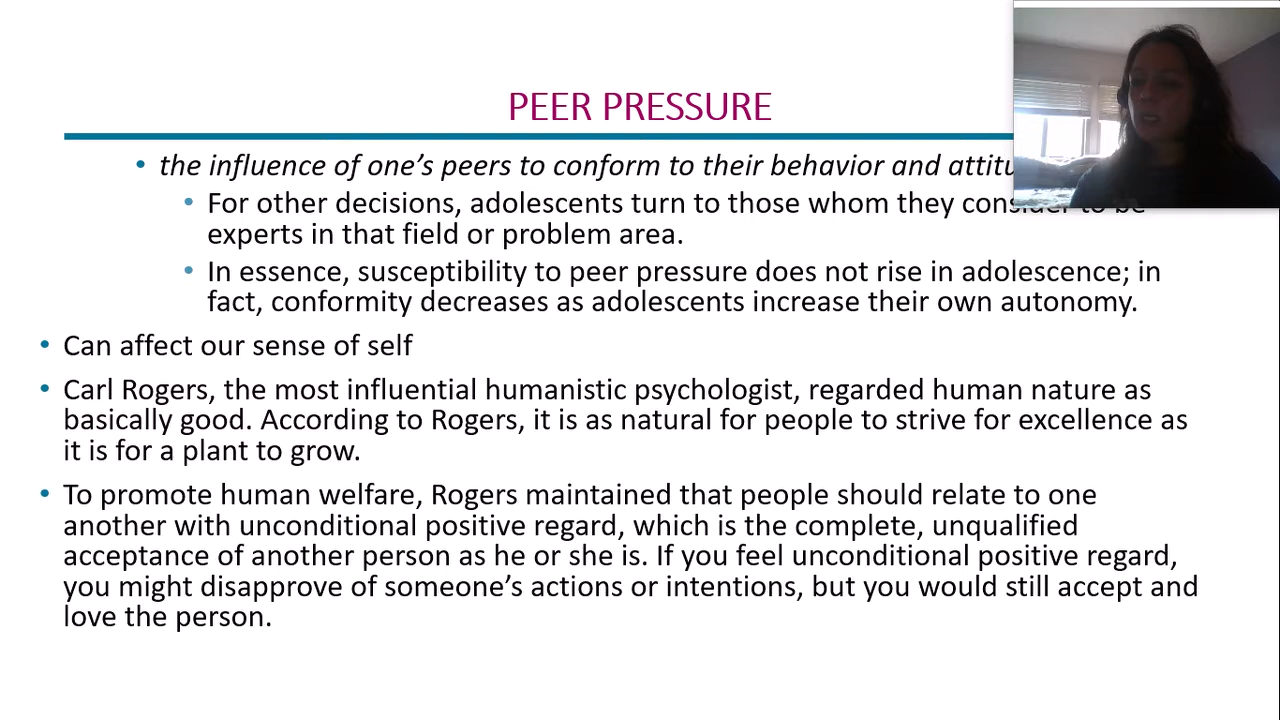 PEER PRESSURE
• the influence of one’s peers to conform to their behavior and
• For other decisions, adolescents turn to those whom they consider to be
experts in that field or problem area.
• In essence, susceptibility to peer pressure does not rise in adolescence; in
fact, conformity decreases as adolescents increase their own autonomy.
• Can affect our sense of self
• Carl Rogers, the most influential humanistic psychologist, regarded human nature as
basically good. According to Rogers, it is as natural for people to strive for excellence as
it is for a plant to grow.
• To promote human welfare, Rogers maintained that people should relate to one
another with unconditional positive regard, which is the complete, unqualified
acceptance of another person as he or she is. If you feel unconditional positive regard,
you might disapprove of someone’s actions or intentions, but you would still accept and
love the person.